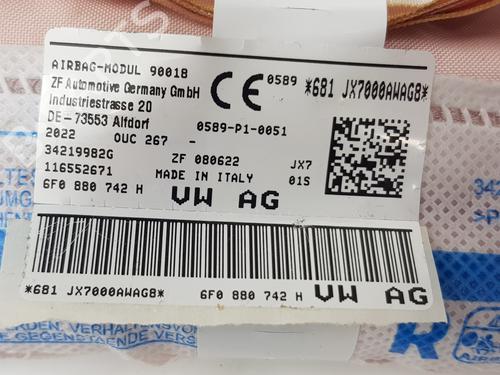 AIRBAG-MODUL 90018
ZF Automotive Germany GmbH
Industriestrasse 20
DE-73553 Alfdorf
CE 0589
*681 JX7000AWAG8*
0589-P1-0051
2022 OUC 267 -
34219982G ZF 080622 JX7
116552671 MADE IN ITALY 01S
6F0 880 742 H VW AG
*681 JX7000AWAG8* 6F0 880 742 H VW AG
R